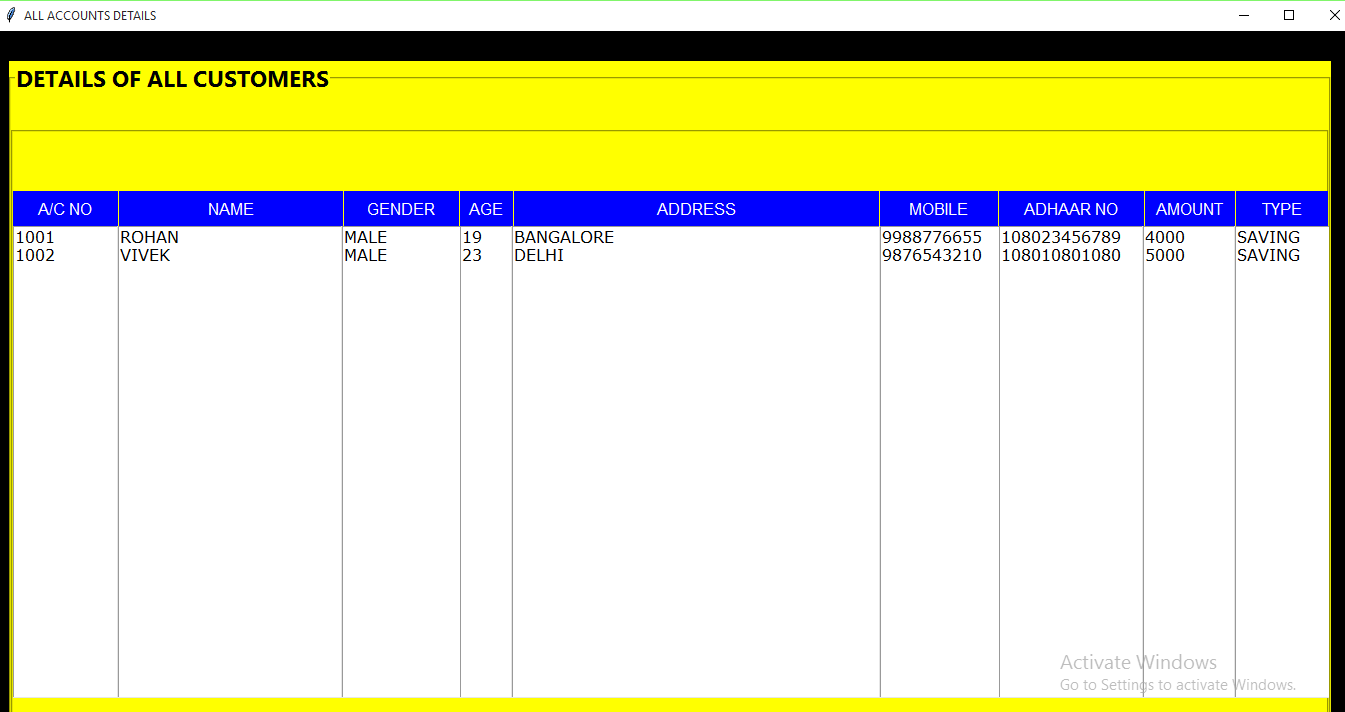 ALL ACCOUNTS DETAILS
DETAILS OF ALL CUSTOMERS
A/C NO NAME GENDER AGE ADDRESS MOBILE ADHAAR NO AMOUNT TYPE
1001 ROHAN MALE 19 BANGALORE 9988776655 108023456789 4000 SAVING
1002 VIVEK MALE 23 DELHI 9876543210 108010801080 5000 SAVING
Activate Windows
Go to Settings to activate Windows.